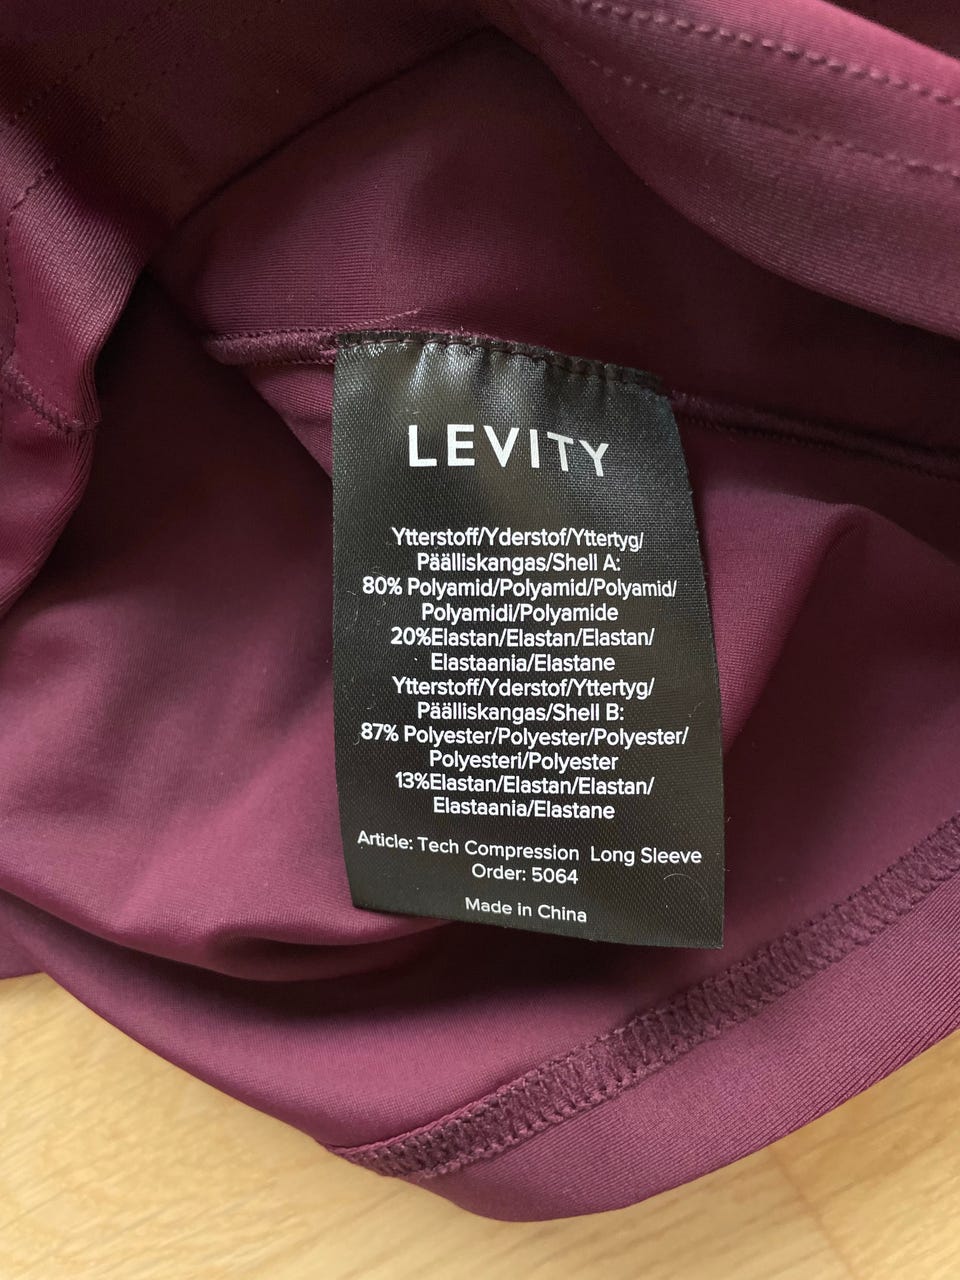 LEVITY
Ytterstoff/Yderstof/Yttertyg/
Päälliskangas/Shell A:
80% Polyamid/Polyamid/Polyamid/
Polyamidi/Polyamide
20%Elastan/Elastan/Elastan/
Elastaania/Elastane
Ytterstoff/Yderstof/Yttertyg/
Päälliskangas/Shell B:
87% Polyester/Polyester/Polyester/
Polyesteri/Polyester
13%Elastan/Elastan/Elastan/
Elastaania/Elastane
Article: Tech Compression Long Sleeve
Order: 5064
Made in China